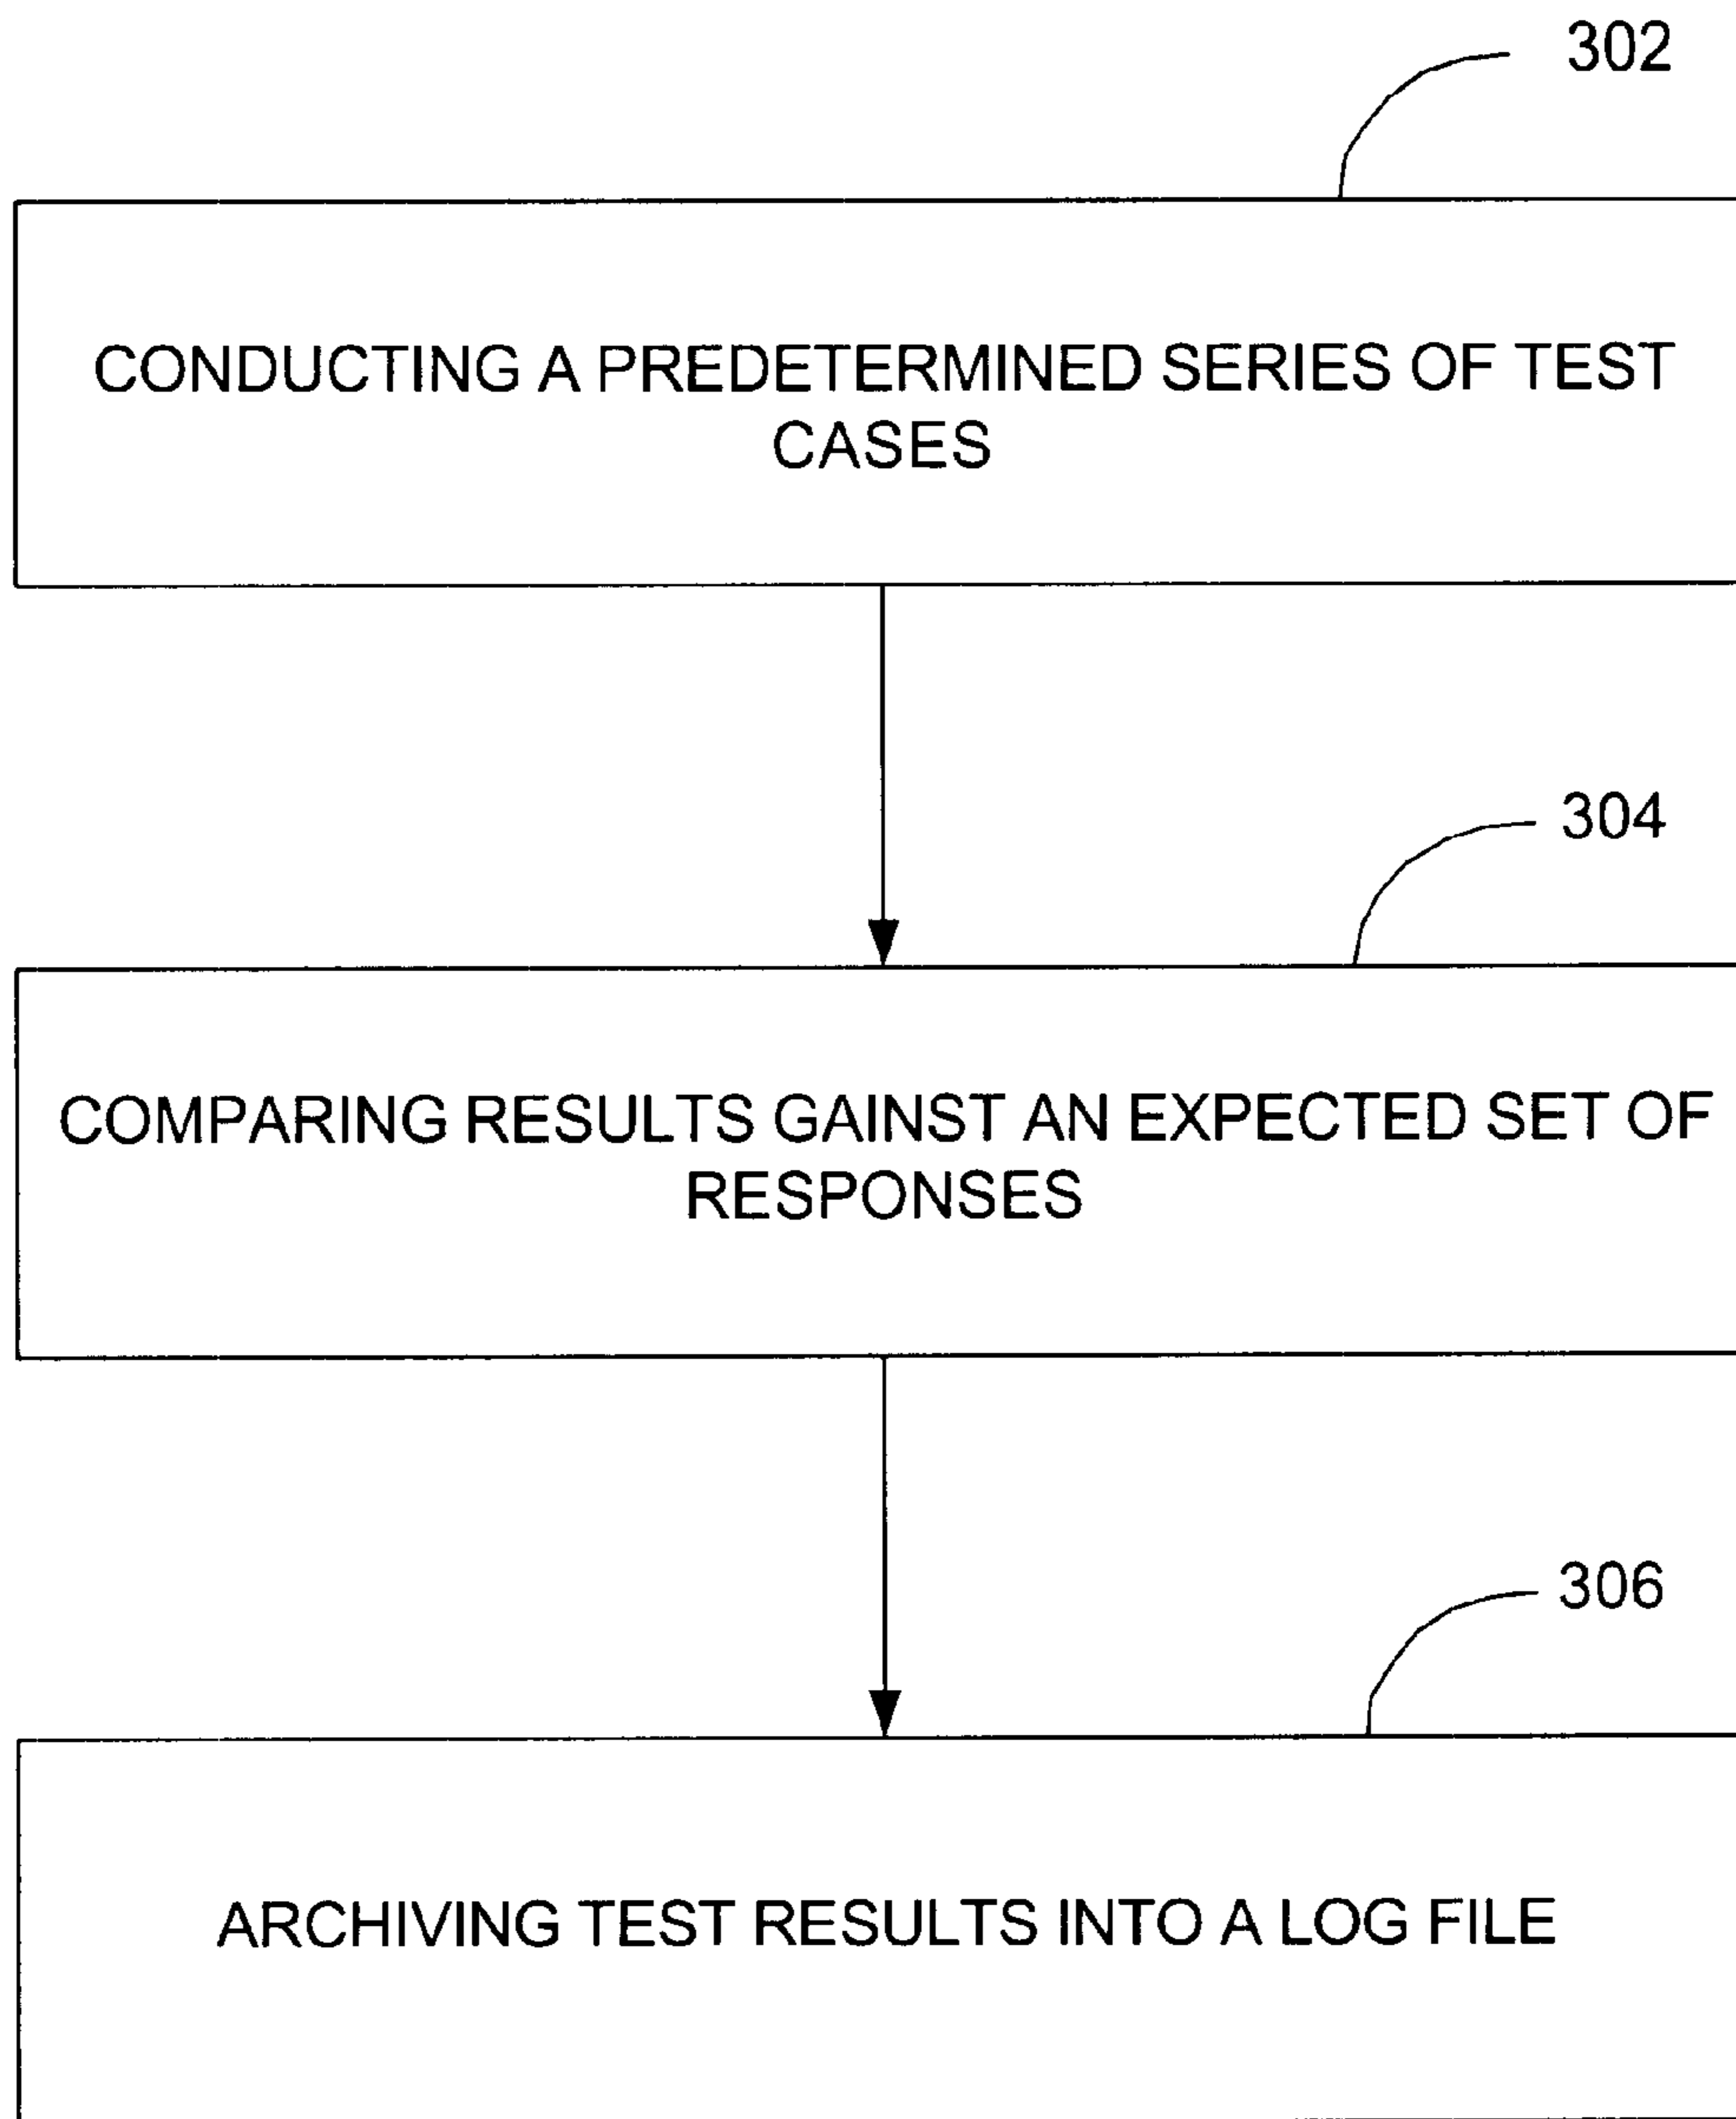 302
CONDUCTING A PREDETERMINED SERIES OF TEST
CASES
304
COMPARING RESULTS GAINST AN EXPECTED SET OF
RESPONSES
306
ARCHIVING TEST RESULTS INTO A LOG FILE